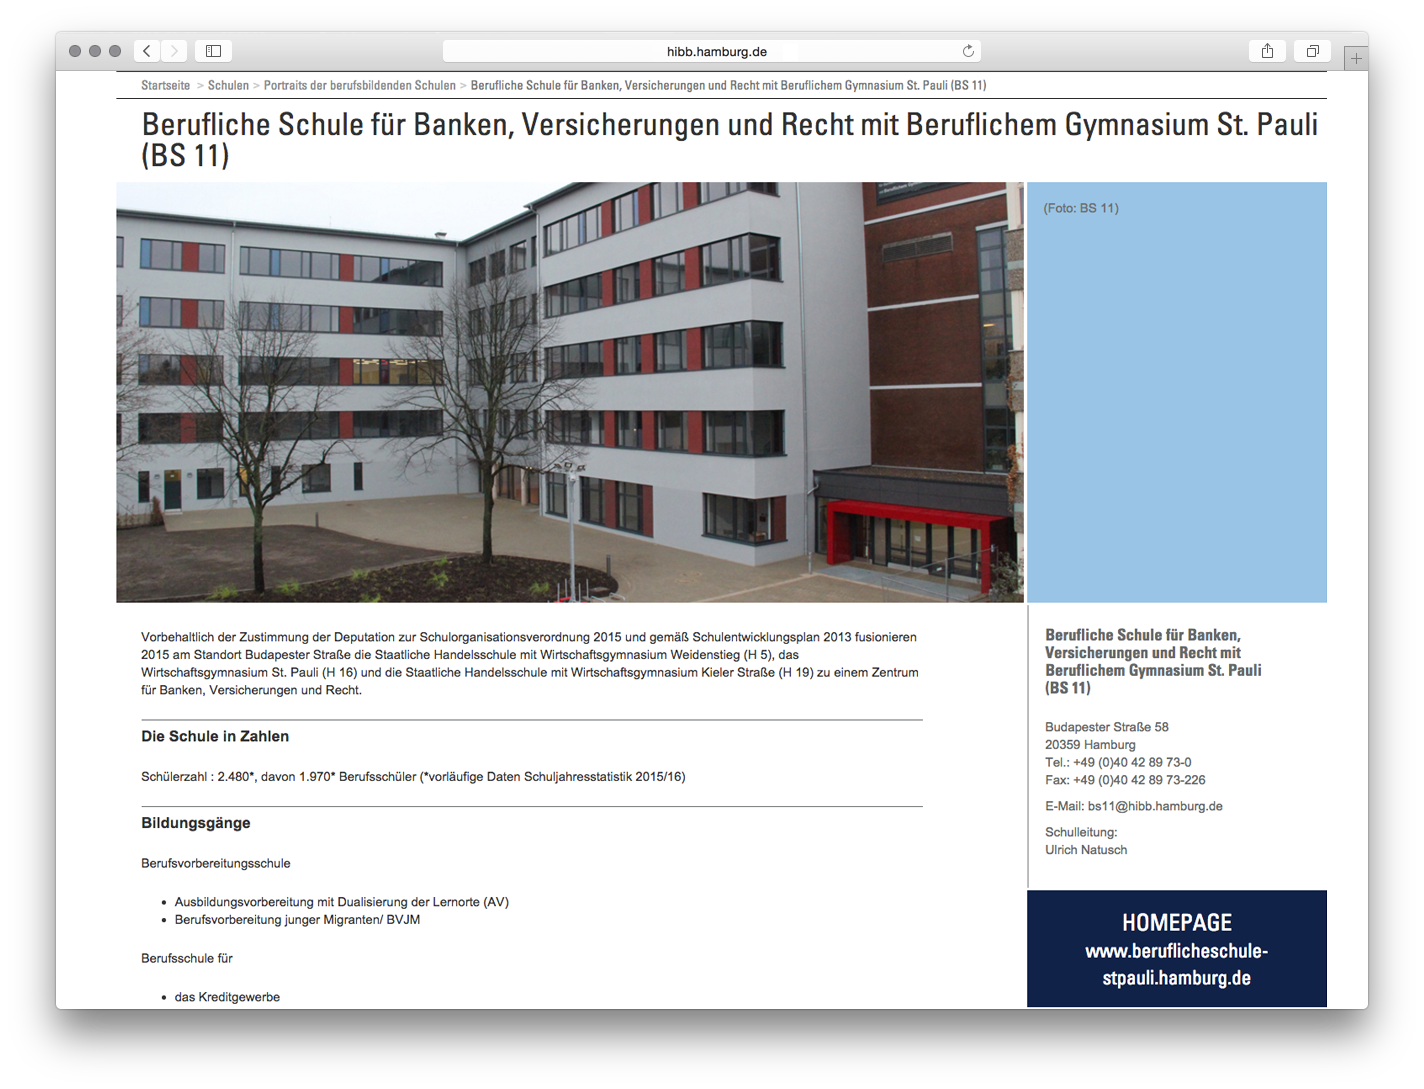 hibb.hamburg.de
Startseite > Schulen > Portraits der berufsbildenden Schulen > Berufliche Schule für Banken, Versicherungen und Recht mit Beruflichem Gymnasium St. Pauli (BS 11)
Berufliche Schule für Banken, Versicherungen und Recht mit Beruflichem Gymnasium St. Pauli
(BS 11)
(Foto: BS 11)
Vorbehaltlich der Zustimmung der Deputation zur Schulorganisationsverordnung 2015 und gemäß Schulentwicklungsplan 2013 fusionieren
2015 am Standort Budapester Straße die Staatliche Handelsschule mit Wirtschaftsgymnasium Weidenstieg (H 5), das
Wirtschaftsgymnasium St. Pauli (H 16) und die Staatliche Handelsschule mit Wirtschaftsgymnasium Kieler Straße (H 19) zu einem Zentrum
für Banken, Versicherungen und Recht.
Die Schule in Zahlen
Schülerzahl : 2.480*, davon 1.970* Berufsschüler (*vorläufige Daten Schuljahresstatistik 2015/16)
Bildungsgänge
Berufsvorbereitungsschule
• Ausbildungsvorbereitung mit Dualisierung der Lernorte (AV)
• Berufsvorbereitung junger Migranten/ BVJM
Berufsschule für
• das Kreditgewerbe
Berufliche Schule für Banken,
Versicherungen und Recht mit
Beruflichem Gymnasium St. Pauli
(BS 11)
Budapester Straße 58
20359 Hamburg
Tel.: +49 (0)40 42 89 73-0
Fax: +49 (0)40 42 89 73-226
E-Mail: bs11@hibb.hamburg.de
Schulleitung:
Ulrich Natusch
HOMEPAGE
www.beruflicheschule-
stpauli.hamburg.de